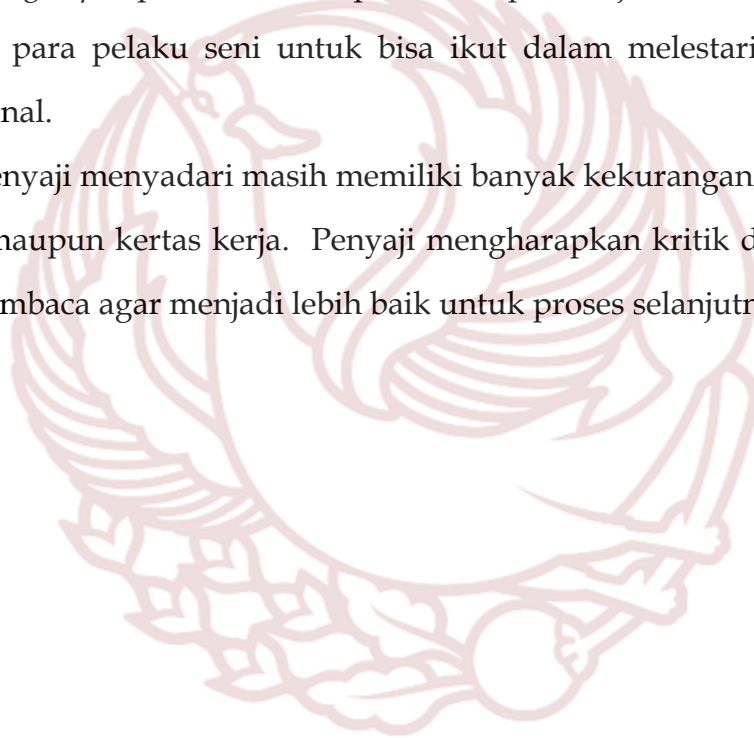 para pelaku seni untuk bisa ikut dalam melestari
nal.
enyaji menyadari masih memiliki banyak kekurangan
naupun kertas kerja. Penyaji mengharapkan kritik d
mbaca agar menjadi lebih baik untuk proses selanjutn